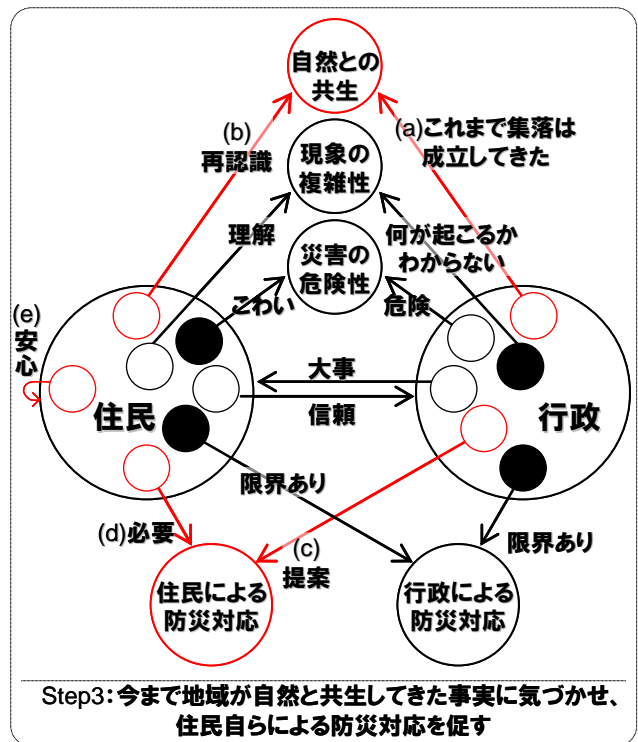 自然との
共生
(b)
再認識
(a)これまで集落は
成立してきた
現象の
複雑性
理解
何が起こるか
わからない
災害の
危険性
こわい
危険
(e)
安心
大事
信頼
住民
行政
限界あり
限界あり
(d)必要
(c)
提案
住民による
防災対応
行政による
防災対応
Step3：今まで地域が自然と共生してきた事実に気づかせ、
住民自らによる防災対応を促す